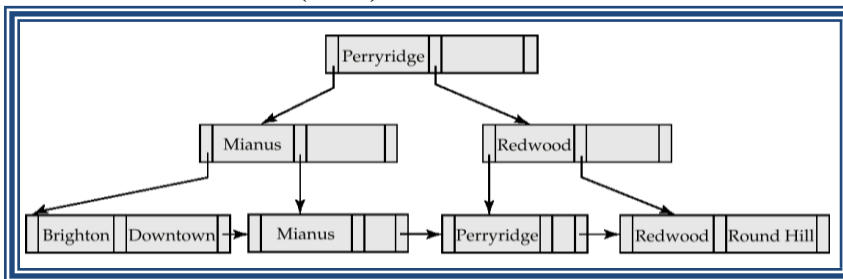 Perryridge
Mianus Redwood
Brighton Downtown Mianus Perryridge Redwood Round Hill